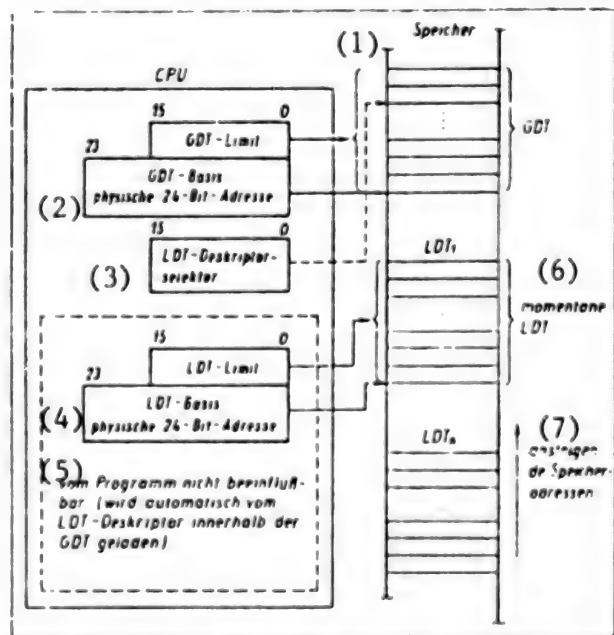 (1)
Speicher
CPU
15 0
GDT-Limit
23
GDT-Basis
physische 24-Bit-Adresse
(2)
GDT
15 0
(3)
LDT-Deskriptor-
selektor
LDT₁
(6)
momentane
LDT
15 0
LDT-Limit
23
LDT-Basis
physische 24-Bit-Adresse
(4)
(5)
vom Programm nicht beeinfluß-
bar (wird automatisch vom
LDT-Deskriptor innerhalb der
GDT geladen)
LDTₙ
(7)
ansteigen-
de Speicher-
adressen